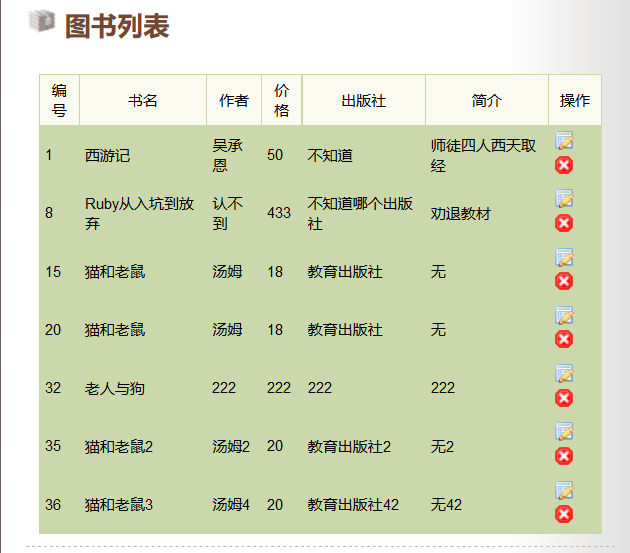 图书列表
编号 书名 作者 价格 出版社 简介 操作
1 西游记 吴承恩 50 不知道 师徒四人西天取经
8 Ruby从入坑到放弃 认不到 433 不知道哪个出版社 劝退教材
15 猫和老鼠 汤姆 18 教育出版社 无
20 猫和老鼠 汤姆 18 教育出版社 无
32 老人与狗 222 222 222 222
35 猫和老鼠2 汤姆2 20 教育出版社2 无2
36 猫和老鼠3 汤姆4 20 教育出版社42 无42